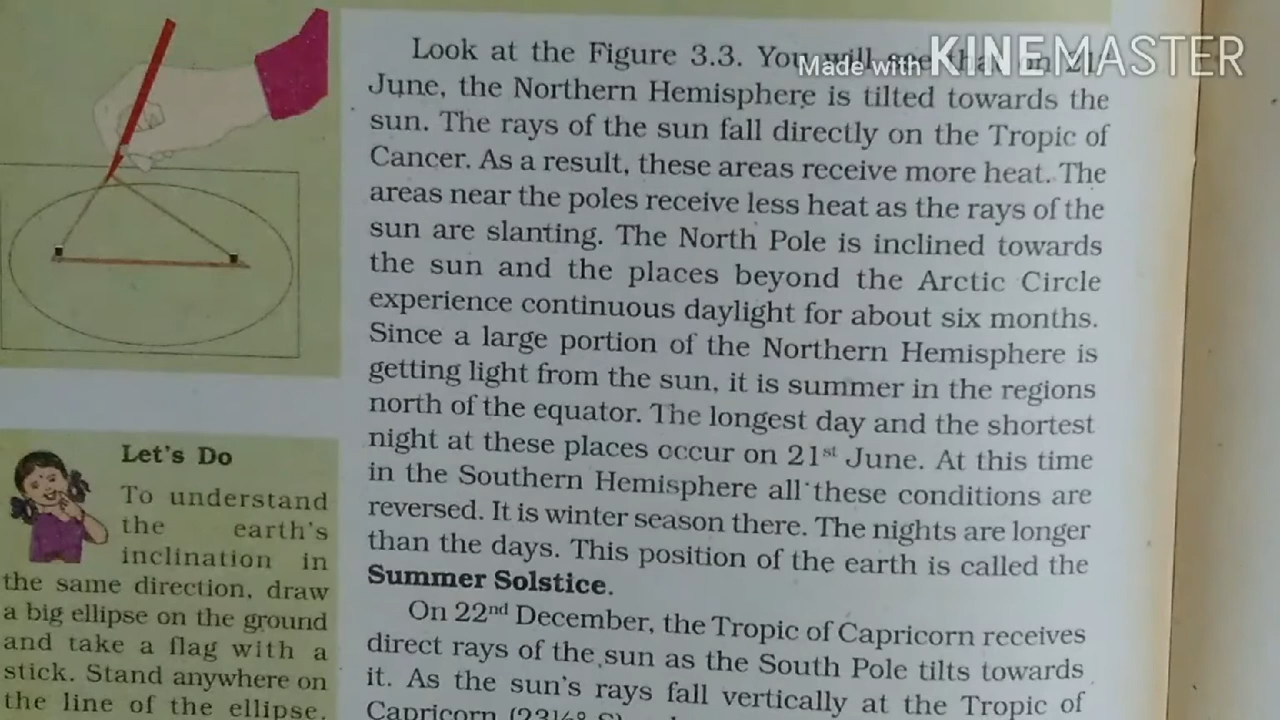 Look at the Figure 3.3. You will see that on 21
June, the Northern Hemisphere is tilted towards the
sun. The rays of the sun fall directly on the Tropic of
Cancer. As a result, these areas receive more heat. The
areas near the poles receive less heat as the rays of the
sun are slanting. The North Pole is inclined towards
the sun and the places beyond the Arctic Circle
experience continuous daylight for about six months.
Since a large portion of the Northern Hemisphere is
getting light from the sun, it is summer in the regions
north of the equator. The longest day and the shortest
night at these places occur on 21st June. At this time
in the Southern Hemisphere all these conditions are
reversed. It is winter season there. The nights are longer
than the days. This position of the earth is called the
Summer Solstice.
On 22nd December, the Tropic of Capricorn receives
direct rays of the sun as the South Pole tilts towards
it. As the sun's rays fall vertically at the Tropic of
Capricorn (23½° S)
Let's Do
To understand
the earth's
inclination in
the same direction, draw
a big ellipse on the ground
and take a flag with a
stick. Stand anywhere on
the line of the ellipse.
Made with KINEMASTER